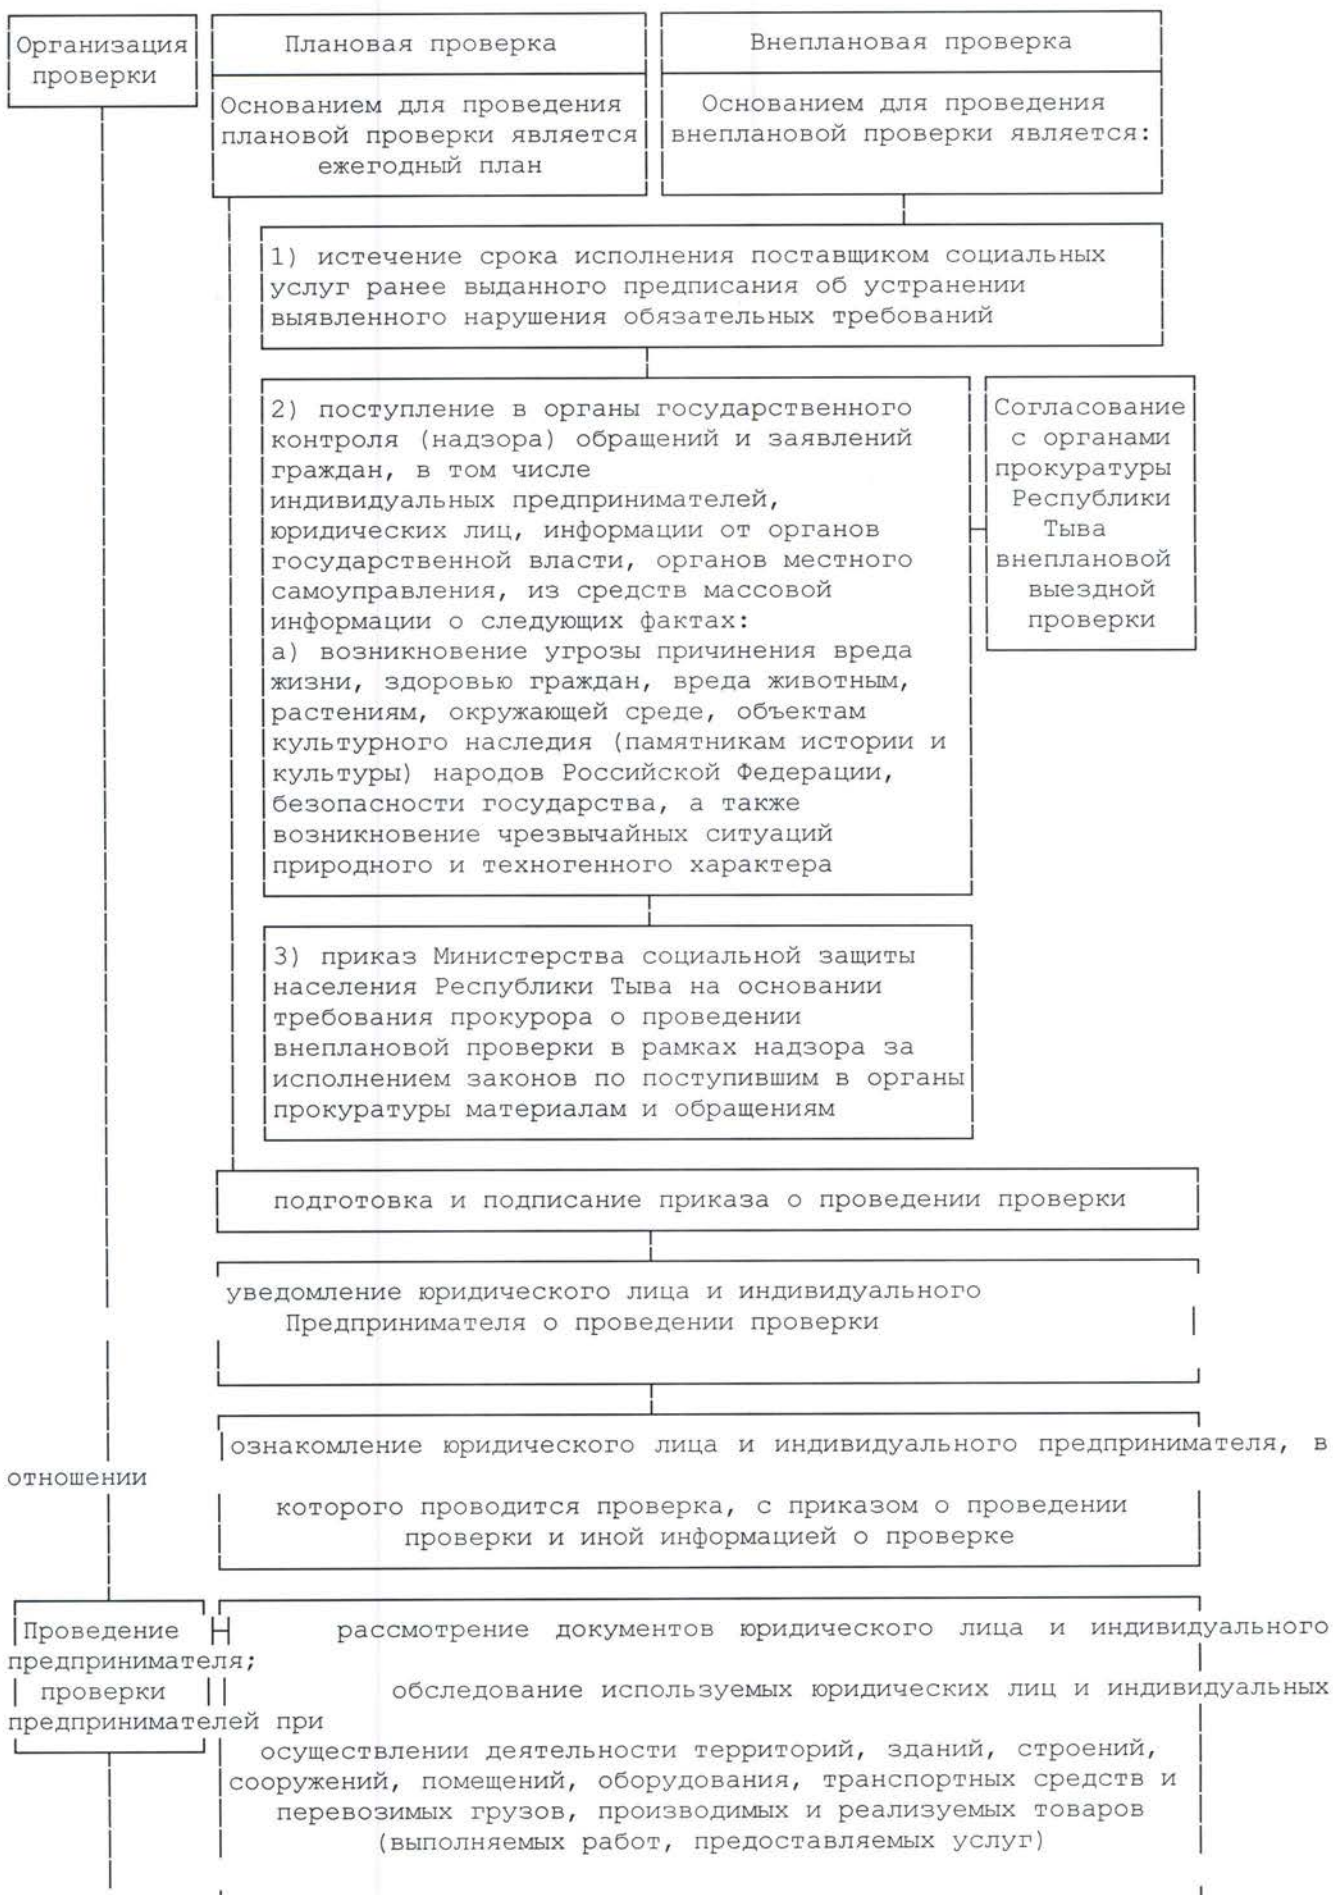 Организация
проверки
Плановая проверка
Основанием для проведения
плановой проверки является
ежегодный план
Внеплановая проверка
Основанием для проведения
внеплановой проверки является:
1) истечение срока исполнения поставщиком социальных
услуг ранее выданного предписания об устранении
выявленного нарушения обязательных требований
2) поступление в органы государственного
контроля (надзора) обращений и заявлений
граждан, в том числе
индивидуальных предпринимателей,
юридических лиц, информации от органов
государственной власти, органов местного
самоуправления, из средств массовой
информации о следующих фактах:
а) возникновение угрозы причинения вреда
жизни, здоровью граждан, вреда животным,
растениям, окружающей среде, объектам
культурного наследия (памятникам истории и
культуры) народов Российской Федерации,
безопасности государства, а также
возникновение чрезвычайных ситуаций
природного и техногенного характера
Согласование
с органами
прокуратуры
Республики
Тыва
внеплановой
выездной
проверки
3) приказ Министерства социальной защиты
населения Республики Тыва на основании
требования прокурора о проведении
внеплановой проверки в рамках надзора за
исполнением законов по поступившим в органы
прокуратуры материалам и обращениям
подготовка и подписание приказа о проведении проверки
уведомление юридического лица и индивидуального
Предпринимателя о проведении проверки
ознакомление юридического лица и индивидуального предпринимателя, в
отношении
которого проводится проверка, с приказом о проведении
проверки и иной информацией о проверке
Проведение рассмотрение документов юридического лица и индивидуального
предпринимателя;
проверки обследование используемых юридических лиц и индивидуальных
предпринимателей при
осуществлении деятельности территорий, зданий, строений,
сооружений, помещений, оборудования, транспортных средств и
перевозимых грузов, производимых и реализуемых товаров
(выполняемых работ, предоставляемых услуг)